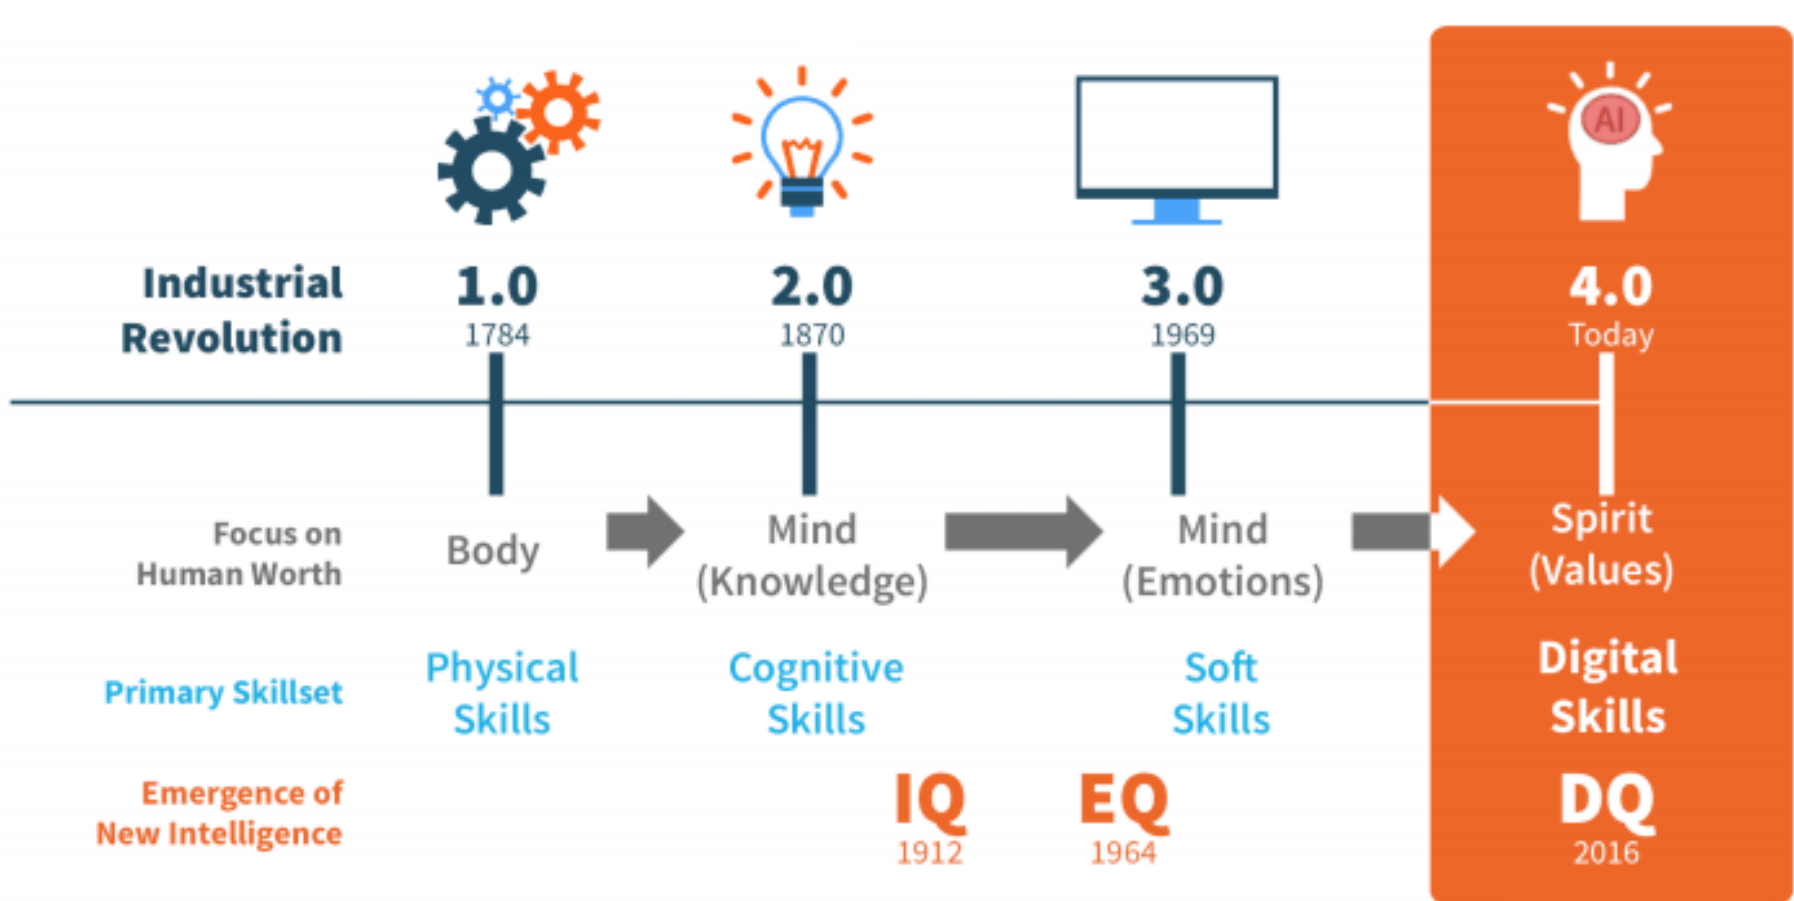 AI
Industrial
Revolution
1.0
1784
2.0
1870
3.0
1969
4.0
Today
Focus on
Human Worth
Body
Mind
(Knowledge)
Mind
(Emotions)
Spirit
(Values)
Primary Skillset
Physical
Skills
Cognitive
Skills
Soft
Skills
Digital
Skills
Emergence of
New Intelligence
IQ
1912
EQ
1964
DQ
2016